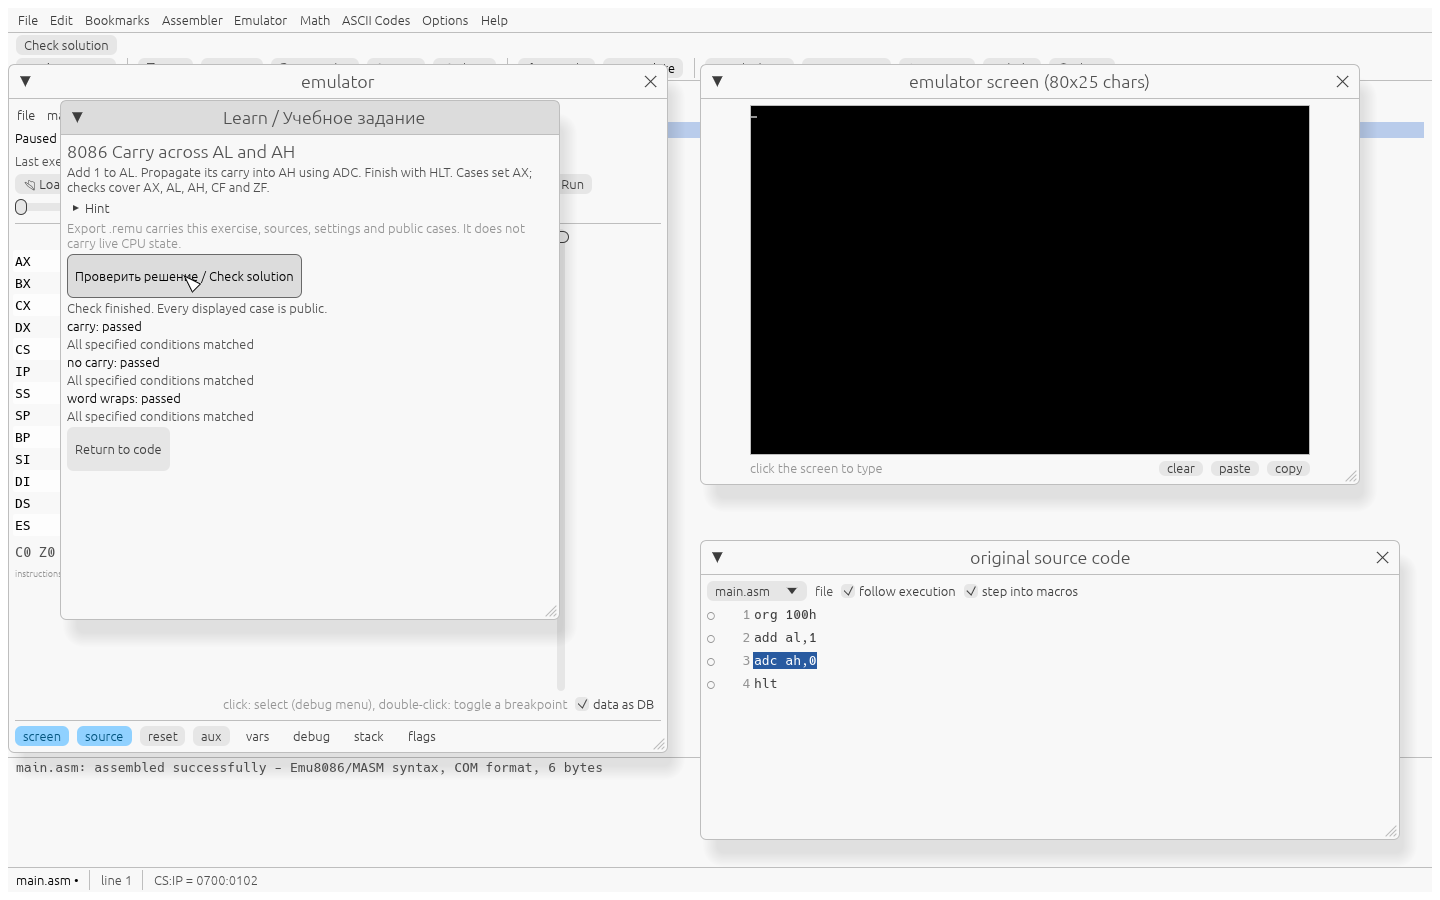 File Edit Bookmarks Assembler Emulator Math ASCII Codes Options Help
Check solution
emulator
file
Paused
Last exe
Loa
Run
Learn / Учебное задание
8086 Carry across AL and AH
Add 1 to AL. Propagate its carry into AH using ADC. Finish with HLT. Cases set AX;
checks cover AX, AL, AH, CF and ZF.
Hint
Export .remu carries this exercise, sources, settings and public cases. It does not
carry live CPU state.
Проверить решение / Check solution
Check finished. Every displayed case is public.
carry: passed
All specified conditions matched
no carry: passed
All specified conditions matched
word wraps: passed
All specified conditions matched
Return to code
AX
BX
CX
DX
CS
IP
SS
SP
BP
SI
DI
DS
ES
C0 Z0
instructions
click: select (debug menu), double-click: toggle a breakpoint data as DB
screen source reset aux vars debug stack flags
emulator screen (80x25 chars)
click the screen to type clear paste copy
original source code
main.asm file follow execution step into macros
1 org 100h
2 add al,1
3 adc ah,0
4 hlt
main.asm: assembled successfully – Emu8086/MASM syntax, COM format, 6 bytes
main.asm • line 1 CS:IP = 0700:0102